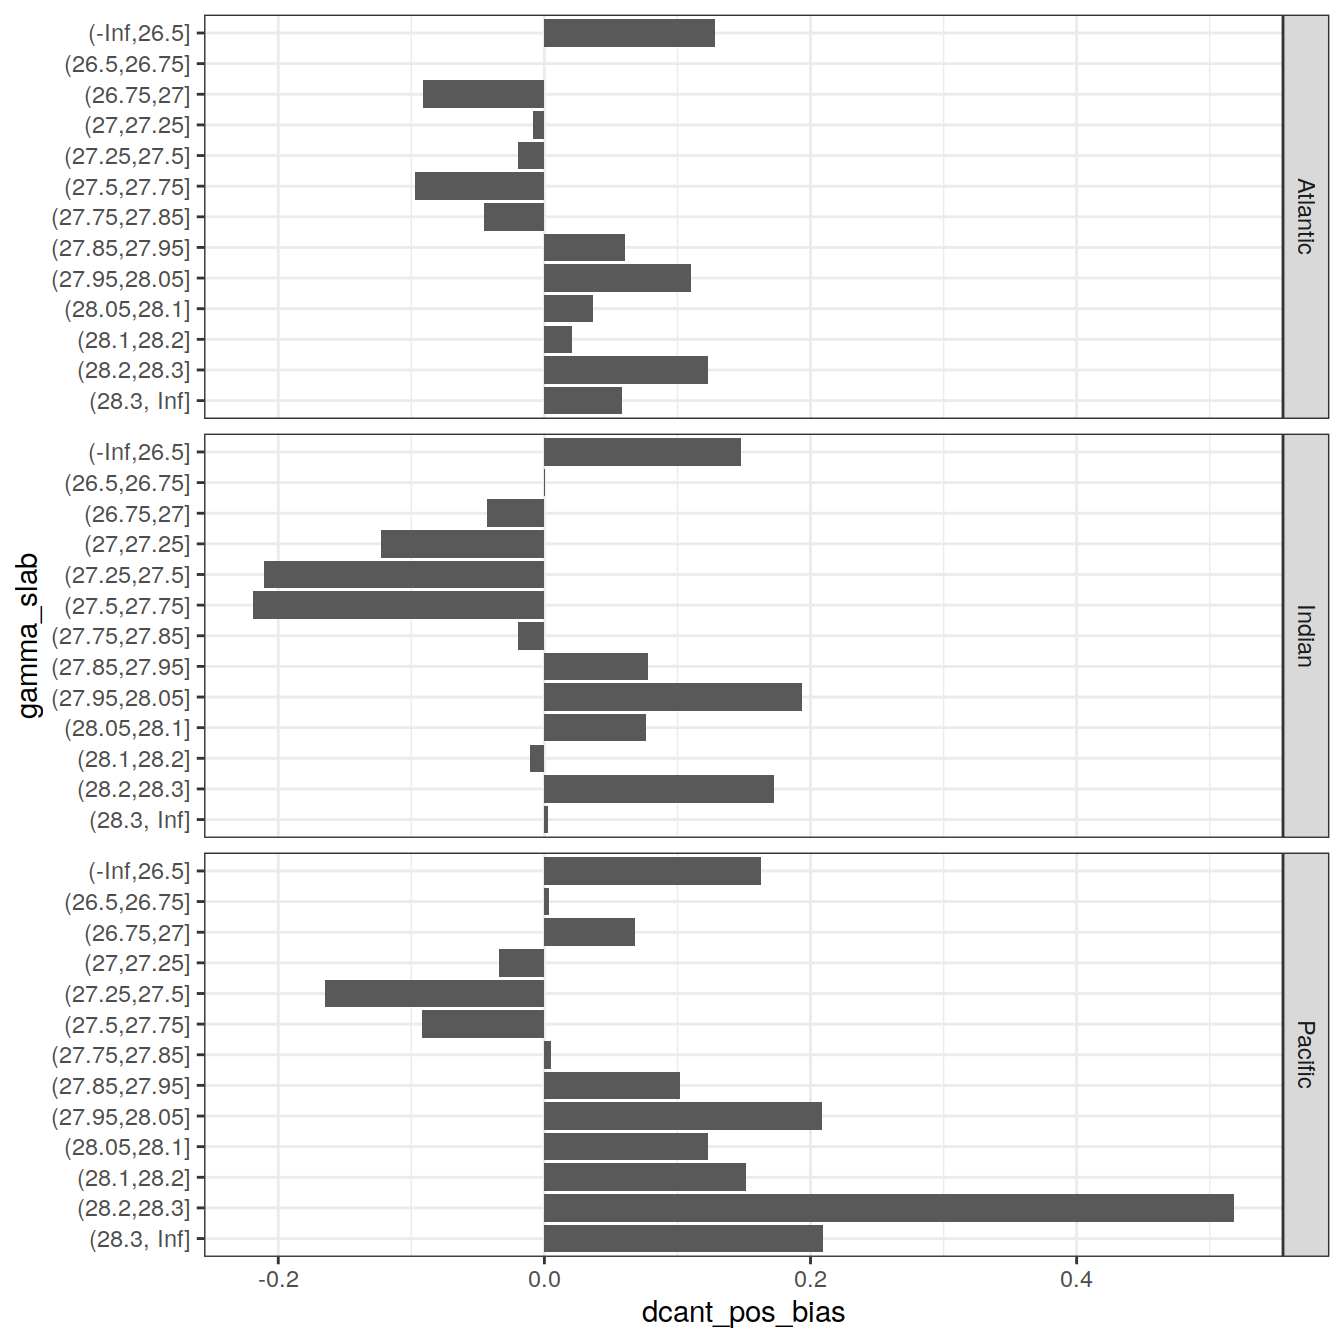 (-Inf,26.5]
(26.5,26.75]
(26.75,27]
(27,27.25]
(27.25,27.5]
(27.5,27.75]
(27.75,27.85]
(27.85,27.95]
(27.95,28.05]
(28.05,28.1]
(28.1,28.2]
(28.2,28.3]
(28.3, Inf]
Atlantic
(-Inf,26.5]
(26.5,26.75]
(26.75,27]
(27,27.25]
(27.25,27.5]
(27.5,27.75]
(27.75,27.85]
(27.85,27.95]
(27.95,28.05]
(28.05,28.1]
(28.1,28.2]
(28.2,28.3]
(28.3, Inf]
Indian
gamma_slab
(-Inf,26.5]
(26.5,26.75]
(26.75,27]
(27,27.25]
(27.25,27.5]
(27.5,27.75]
(27.75,27.85]
(27.85,27.95]
(27.95,28.05]
(28.05,28.1]
(28.1,28.2]
(28.2,28.3]
(28.3, Inf]
Pacific
-0.2 0.0 0.2 0.4
dcant_pos_bias